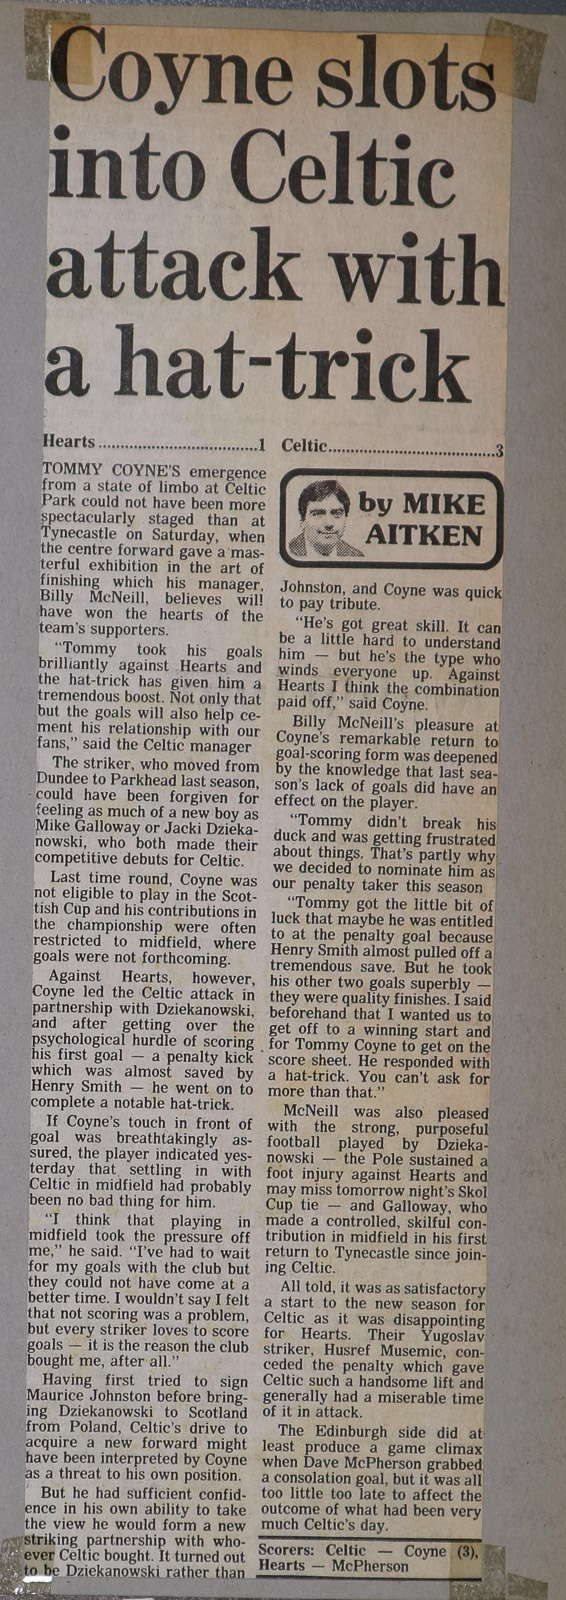 Coyne slots
into Celtic
attack with
a hat-trick
Hearts ....................................1 Celtic......................................3
TOMMY COYNE'S emergence
from a state of limbo at Celtic
Park could not have been more
spectacularly staged than at
Tynecastle on Saturday, when
the centre forward gave a mas-
terful exhibition in the art of
finishing which his manager,
Billy McNeill, believes will
have won the hearts of the
team's supporters.
"Tommy took his goals
brilliantly against Hearts and
the hat-trick has given him a
tremendous boost. Not only that
but the goals will also help ce-
ment his relationship with our
fans," said the Celtic manager
The striker, who moved from
Dundee to Parkhead last season,
could have been forgiven for
feeling as much of a new boy as
Mike Galloway or Jacki Dzieka-
nowski, who both made their
competitive debuts for Celtic.
Last time round, Coyne was
not eligible to play in the Scot-
tish Cup and his contributions in
the championship were often
restricted to midfield, where
goals were not forthcoming.
Against Hearts, however,
Coyne led the Celtic attack in
partnership with Dziekanowski,
and after getting over the
psychological hurdle of scoring
his first goal — a penalty kick
which was almost saved by
Henry Smith — he went on to
complete a notable hat-trick.
If Coyne's touch in front of
goal was breathtakingly as-
sured, the player indicated yes-
terday that settling in with
Celtic in midfield had probably
been no bad thing for him.
"I think that playing in
midfield took the pressure off
me," he said. "I've had to wait
for my goals with the club but
they could not have come at a
better time. I wouldn't say I felt
that not scoring was a problem,
but every striker loves to score
goals — it is the reason the club
bought me, after all."
Having first tried to sign
Maurice Johnston before bring-
ing Dziekanowski to Scotland
from Poland, Celtic's drive to
acquire a new forward might
have been interpreted by Coyne
as a threat to his own position.
But he had sufficient confid-
ence in his own ability to take
the view he would form a new
striking partnership with who-
ever Celtic bought. It turned out
to be Dziekanowski rather than
by MIKE
AITKEN
Johnston, and Coyne was quick
to pay tribute.
"He's got great skill. It can
be a little hard to understand
him — but he's the type who
winds everyone up. Against
Hearts I think the combination
paid off," said Coyne.
Billy McNeill's pleasure at
Coyne's remarkable return to
goal-scoring form was deepened
by the knowledge that last sea-
son's lack of goals did have an
effect on the player.
"Tommy didn't break his
duck and was getting frustrated
about things. That's partly why
we decided to nominate him as
our penalty taker this season
"Tommy got the little bit of
luck that maybe he was entitled
to at the penalty goal because
Henry Smith almost pulled off a
tremendous save. But he took
his other two goals superbly —
they were quality finishes. I said
beforehand that I wanted us to
get off to a winning start and
for Tommy Coyne to get on the
score sheet. He responded with
a hat-trick. You can't ask for
more than that."
McNeill was also pleased
with the strong, purposeful
football played by Dzieka-
nowski — the Pole sustained a
foot injury against Hearts and
may miss tomorrow night's Skol
Cup tie — and Galloway, who
made a controlled, skilful con-
tribution in midfield in his first
return to Tynecastle since join-
ing Celtic.
All told, it was as satisfactory
a start to the new season for
Celtic as it was disappointing
for Hearts. Their Yugoslav
striker, Husref Musemic, con-
ceded the penalty which gave
Celtic such a handsome lift and
generally had a miserable time
of it in attack.
The Edinburgh side did at
least produce a game climax
when Dave McPherson grabbed
a consolation goal, but it was all
too little too late to affect the
outcome of what had been very
much Celtic's day.
Scorers: Celtic — Coyne (3),
Hearts — McPherson